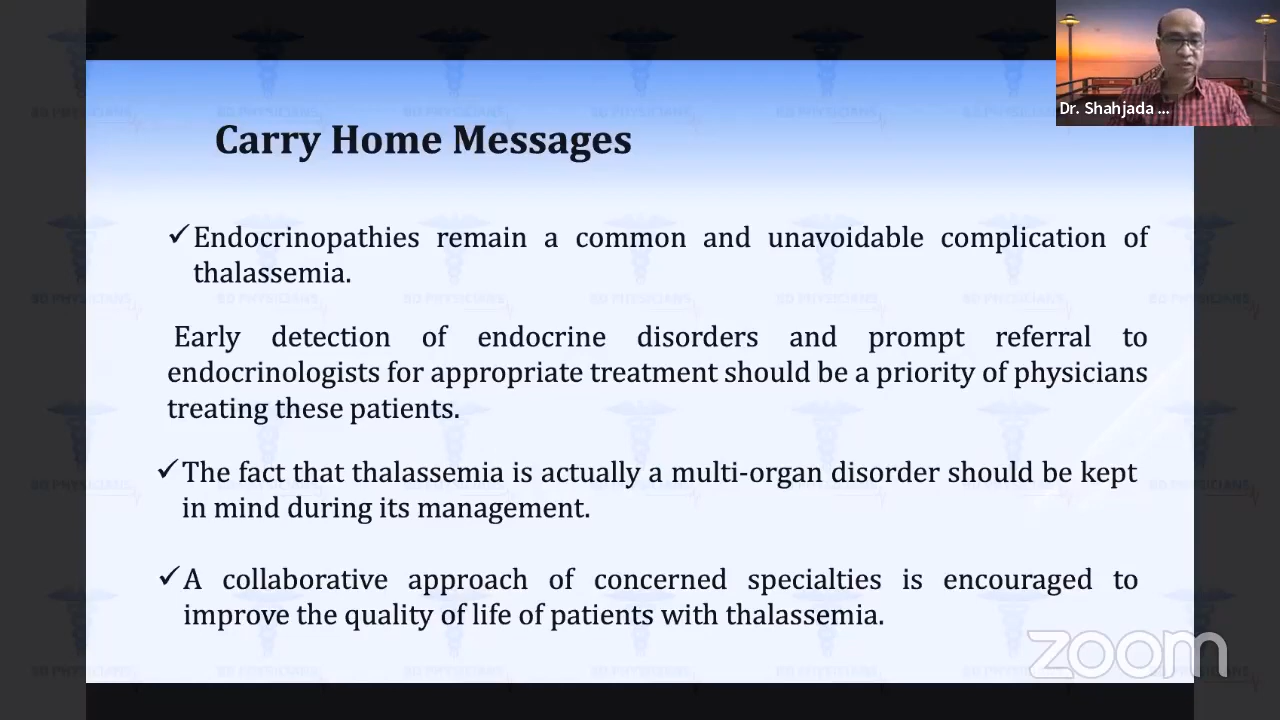 Dr. Shahjada ...
Carry Home Messages
✓Endocrinopathies remain a common and unavoidable complication of
thalassemia.
Early detection of endocrine disorders and prompt referral to
endocrinologists for appropriate treatment should be a priority of physicians
treating these patients.
✓The fact that thalassemia is actually a multi-organ disorder should be kept
in mind during its management.
✓A collaborative approach of concerned specialties is encouraged to
improve the quality of life of patients with thalassemia.
zoom
BD PHYSICIANS